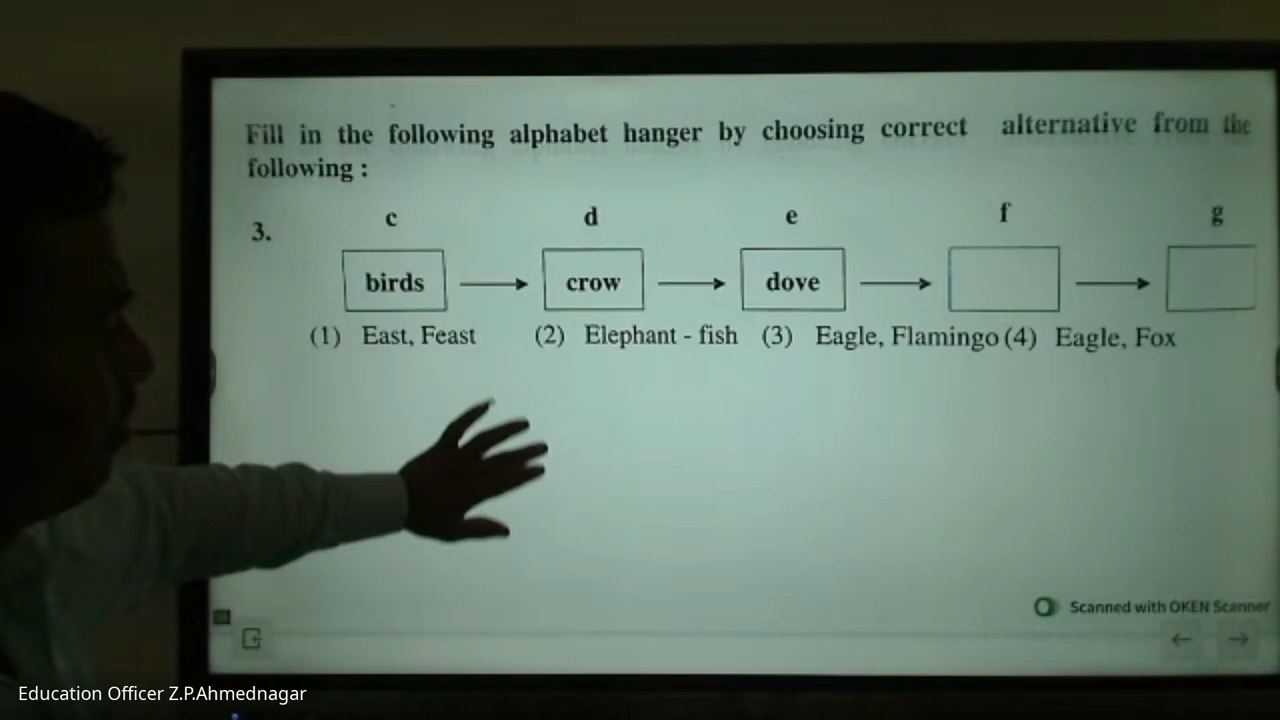 Fill in the following alphabet hanger by choosing correct alternative from the
following :
c d e f g
3.
birds crow dove
(1) East, Feast (2) Elephant - fish (3) Eagle, Flamingo (4) Eagle, Fox
Scanned with OKEN Scanner
Education Officer Z.P.Ahmednagar